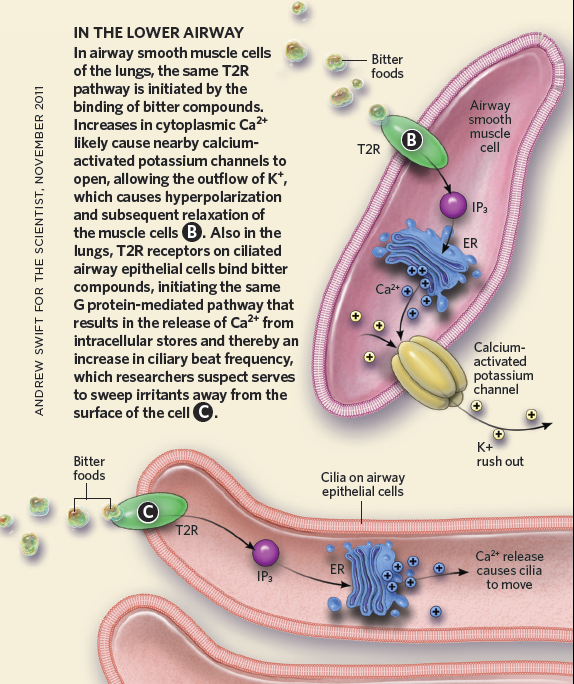 IN THE LOWER AIRWAY
In airway smooth muscle cells
of the lungs, the same T2R
pathway is initiated by the
binding of bitter compounds.
Increases in cytoplasmic Ca²⁺
likely cause nearby calcium-
activated potassium channels to
open, allowing the outflow of K⁺,
which causes hyperpolarization
and subsequent relaxation of
the muscle cells B. Also in the
lungs, T2R receptors on ciliated
airway epithelial cells bind bitter
compounds, initiating the same
G protein-mediated pathway that
results in the release of Ca²⁺ from
intracellular stores and thereby an
increase in ciliary beat frequency,
which researchers suspect serves
to sweep irritants away from the
surface of the cell C.
ANDREW SWIFT FOR THE SCIENTIST, NOVEMBER 2011
Bitter
foods
Airway
smooth
muscle
cell
T2R
B
IP₃
ER
Ca²⁺
Calcium-
activated
potassium
channel
K+
rush out
Bitter
foods
C
T2R
IP₃
ER
Cilia on airway
epithelial cells
Ca²⁺ release
causes cilia
to move